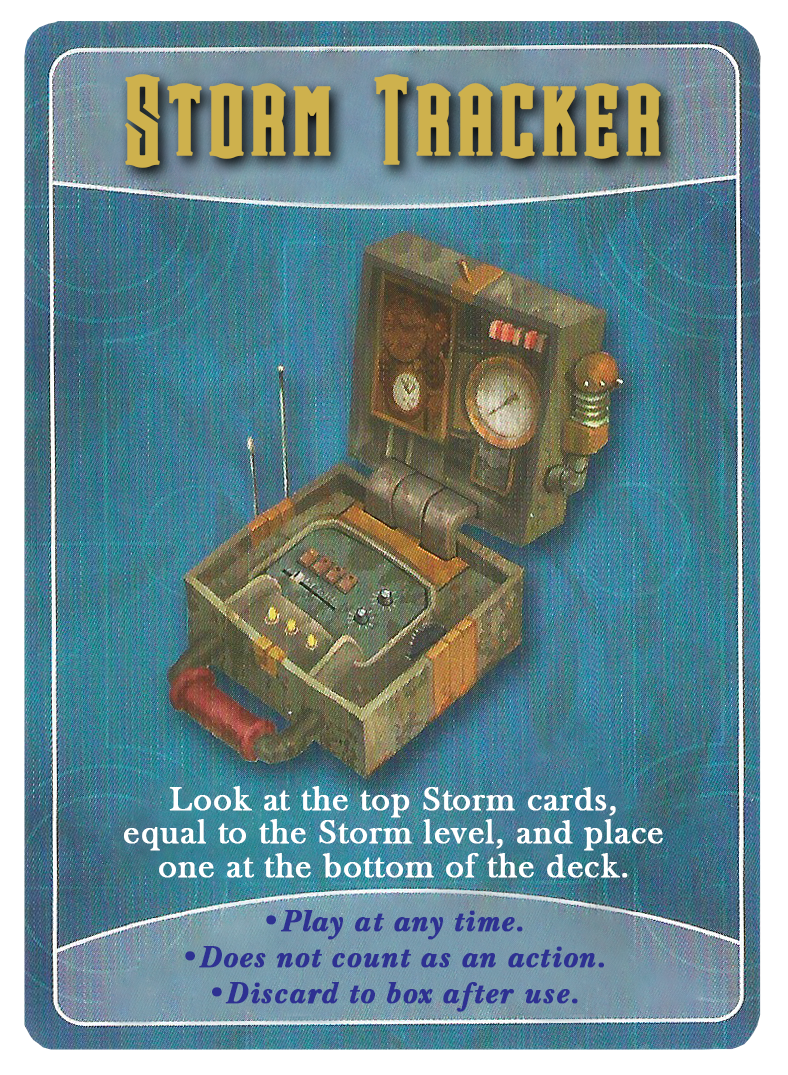 Storm Tracker
Look at the top Storm cards,
equal to the Storm level, and place
one at the bottom of the deck.
•Play at any time.
•Does not count as an action.
•Discard to box after use.